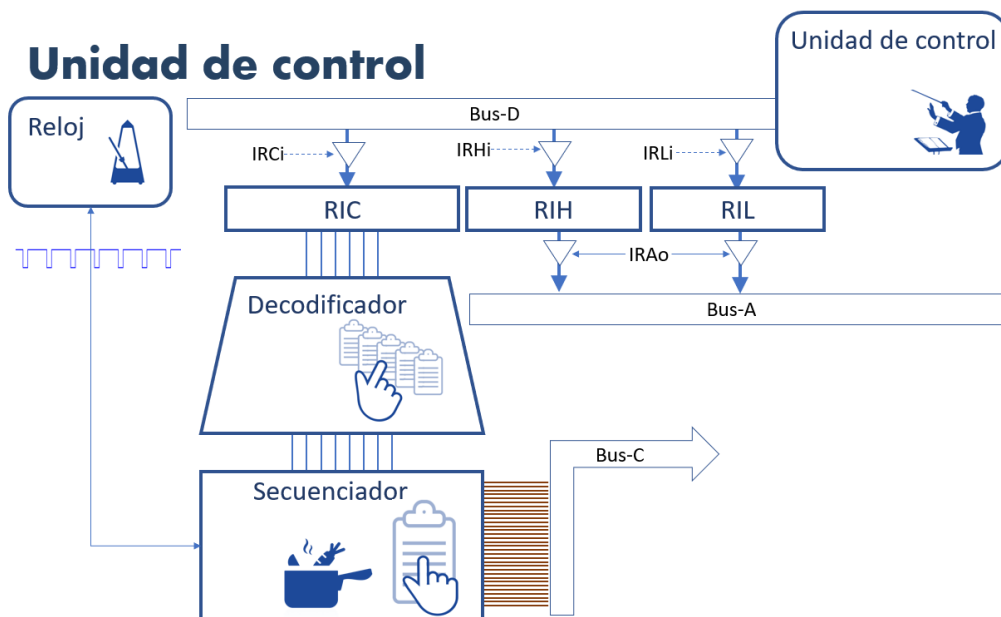 Unidad de control
Unidad de control
Reloj
Bus-D
IRCi
IRHi
IRLi
RIC
RIH
RIL
IRAo
Decodificador
Bus-A
Bus-C
Secuenciador